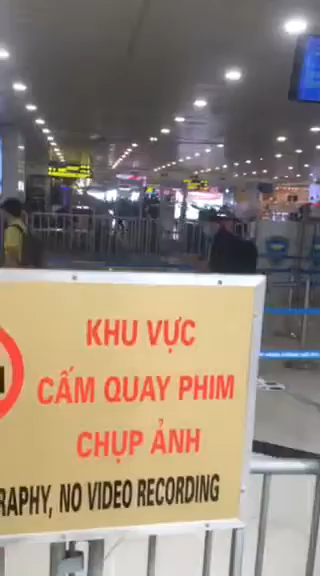 KHU VỰC
CẤM QUAY PHIM
CHỤP ẢNH
RAPHY, NO VIDEO RECORDING